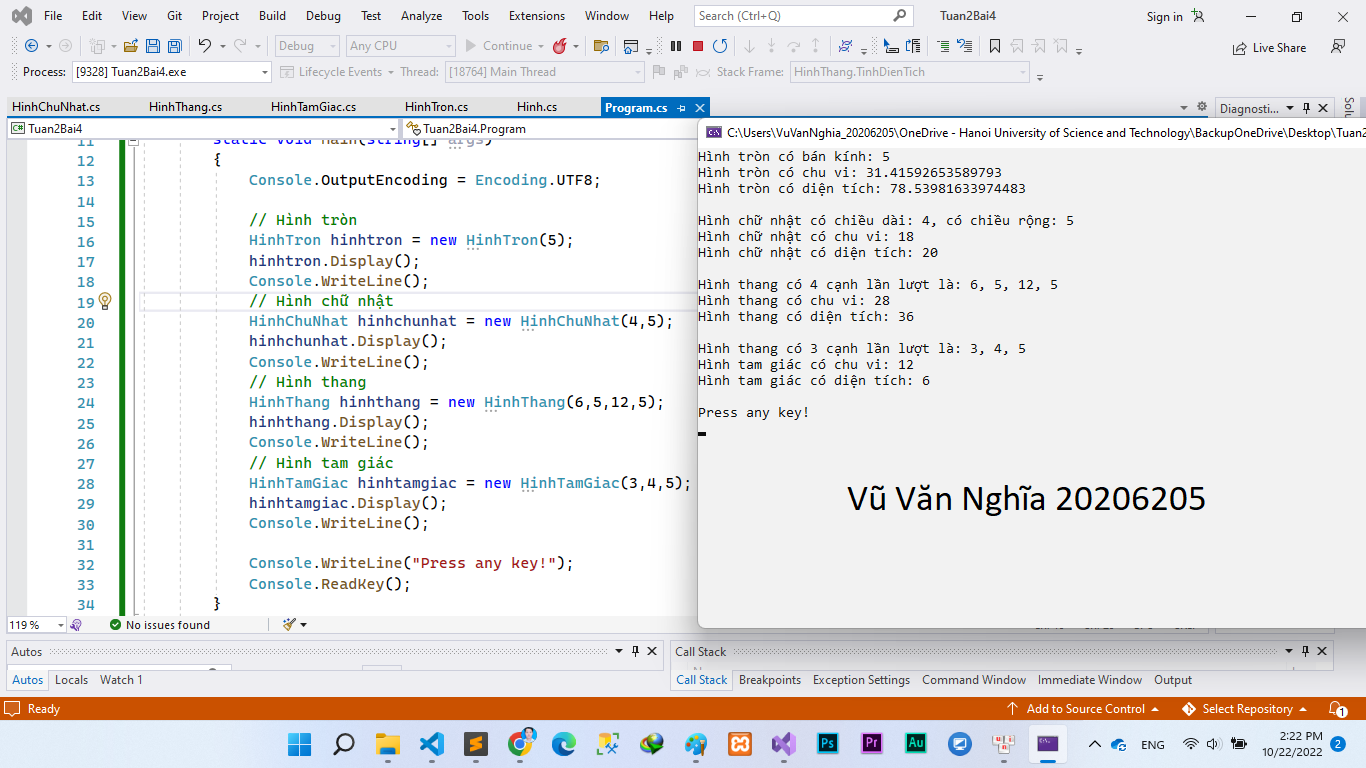 File Edit View Git Project Build Debug Test Analyze Tools Extensions Window Help Search (Ctrl+Q) Tuan2Bai4 Sign in
Debug Any CPU Continue Live Share
Process: [9328] Tuan2Bai4.exe Lifecycle Events Thread: [18764] Main Thread Stack Frame: HinhThang.TinhDienTich
HinhChuNhat.cs HinhThang.cs HinhTamGiac.cs HinhTron.cs Hinh.cs Program.cs Diagnosti...
Tuan2Bai4 Tuan2Bai4.Program
11 static void Main(string[] args)
12 {
13 Console.OutputEncoding = Encoding.UTF8;
14
15 // Hình tròn
16 HinhTron hinhtron = new HinhTron(5);
17 hinhtron.Display();
18 Console.WriteLine();
19 // Hình chữ nhật
20 HinhChuNhat hinhchunhat = new HinhChuNhat(4,5);
21 hinhchunhat.Display();
22 Console.WriteLine();
23 // Hình thang
24 HinhThang hinhthang = new HinhThang(6,5,12,5);
25 hinhthang.Display();
26 Console.WriteLine();
27 // Hình tam giác
28 HinhTamGiac hinhtamgiac = new HinhTamGiac(3,4,5);
29 hinhtamgiac.Display();
30 Console.WriteLine();
31
32 Console.WriteLine("Press any key!");
33 Console.ReadKey();
34 }
C:\Users\VuVanNghia_20206205\OneDrive - Hanoi University of Science and Technology\BackupOneDrive\Desktop\Tuan2
Hình tròn có bán kính: 5
Hình tròn có chu vi: 31.41592653589793
Hình tròn có diện tích: 78.53981633974483
Hình chữ nhật có chiều dài: 4, có chiều rộng: 5
Hình chữ nhật có chu vi: 18
Hình chữ nhật có diện tích: 20
Hình thang có 4 cạnh lần lượt là: 6, 5, 12, 5
Hình thang có chu vi: 28
Hình thang có diện tích: 36
Hình thang có 3 cạnh lần lượt là: 3, 4, 5
Hình tam giác có chu vi: 12
Hình tam giác có diện tích: 6
Press any key!
Vũ Văn Nghĩa 20206205
119 % No issues found
Autos Call Stack
Autos Locals Watch 1 Call Stack Breakpoints Exception Settings Command Window Immediate Window Output
Ready Add to Source Control Select Repository 1
Ps Pr Au ENG 2:22 PM
10/22/2022 2